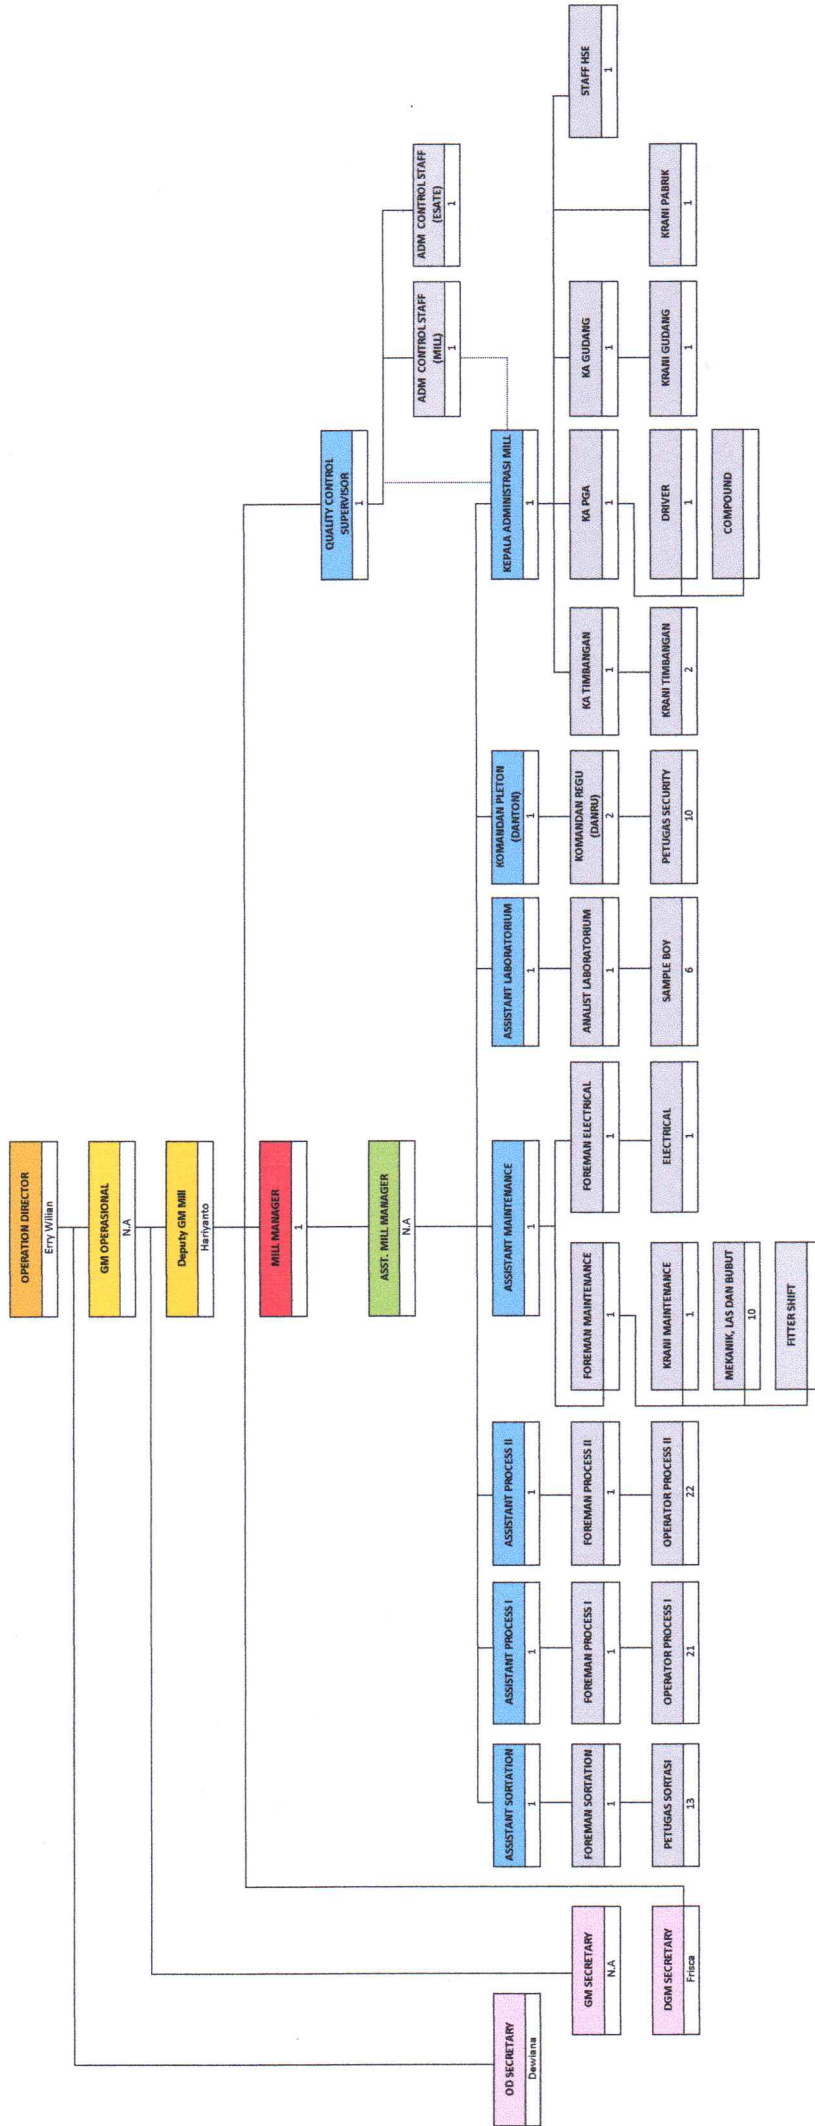 OPERATION DIRECTOR
Erry Wilian
GM OPERASIONAL
N.A
Deputy GM Mill
Hariyanto
MILL MANAGER
1
ASST. MILL MANAGER
N.A
QUALITY CONTROL
SUPERVISOR
1
ADM CONTROL STAFF
(MILL)
1
ADM CONTROL STAFF
(ESATE)
1
OD SECRETARY
Dewiana
GM SECRETARY
N.A
DGM SECRETARY
Frisca
ASSISTANT SORTATION
1
FOREMAN SORTATION
1
PETUGAS SORTASI
13
ASSISTANT PROCESS I
1
FOREMAN PROCESS I
1
OPERATOR PROCESS I
21
ASSISTANT PROCESS II
1
FOREMAN PROCESS II
1
OPERATOR PROCESS II
22
ASSISTANT MAINTENANCE
1
FOREMAN MAINTENANCE
1
KRANI MAINTENANCE
1
MEKANIK, LAS DAN BUBUT
10
FITTER SHIFT
FOREMAN ELECTRICAL
1
ELECTRICAL
1
ASSISTANT LABORATORIUM
1
ANALIST LABORATORIUM
1
SAMPLE BOY
6
KOMANDAN PLETON
(DANTON)
1
KOMANDAN REGU
(DANRU)
2
PETUGAS SECURITY
10
KEPALA ADMINISTRASI MILL
1
KA TIMBANGAN
1
KRANI TIMBANGAN
2
KA PGA
1
DRIVER
1
COMPOUND
KA GUDANG
1
KRANI GUDANG
1
KRANI PABRIK
1
STAFF HSE
1